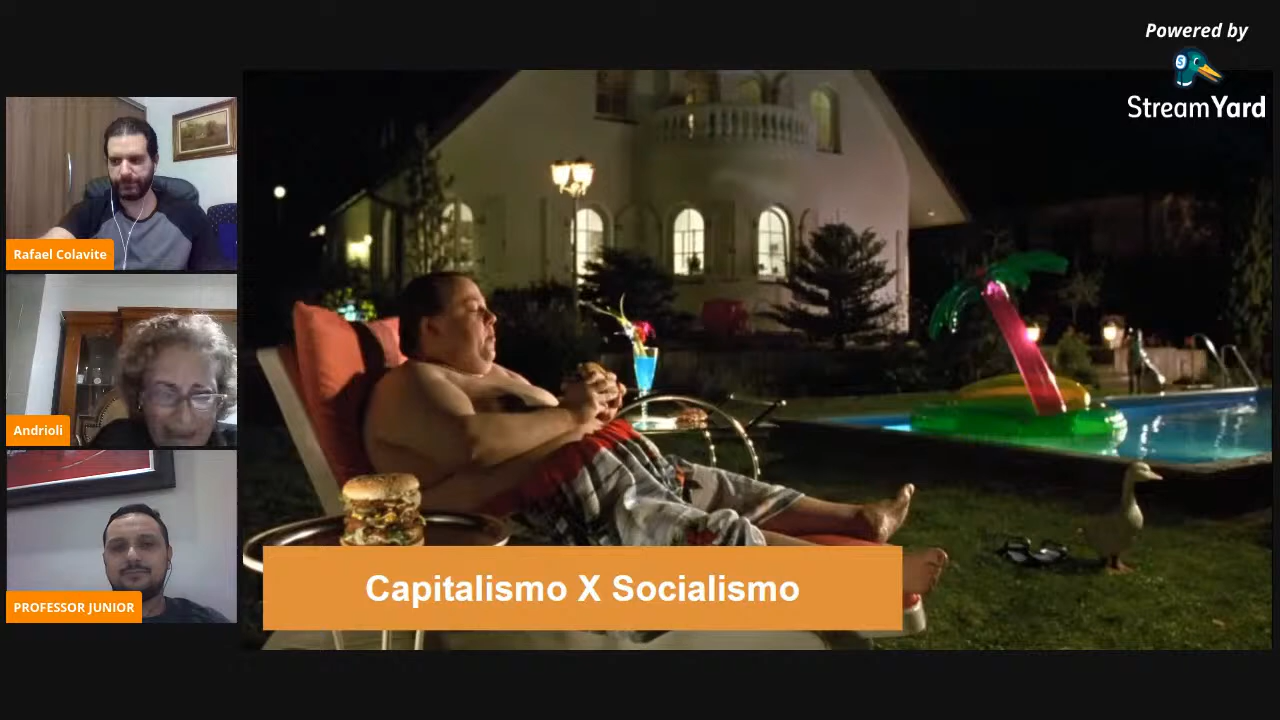 Powered by
StreamYard
Rafael Colavite
Andrioli
PROFESSOR JUNIOR
Capitalismo X Socialismo